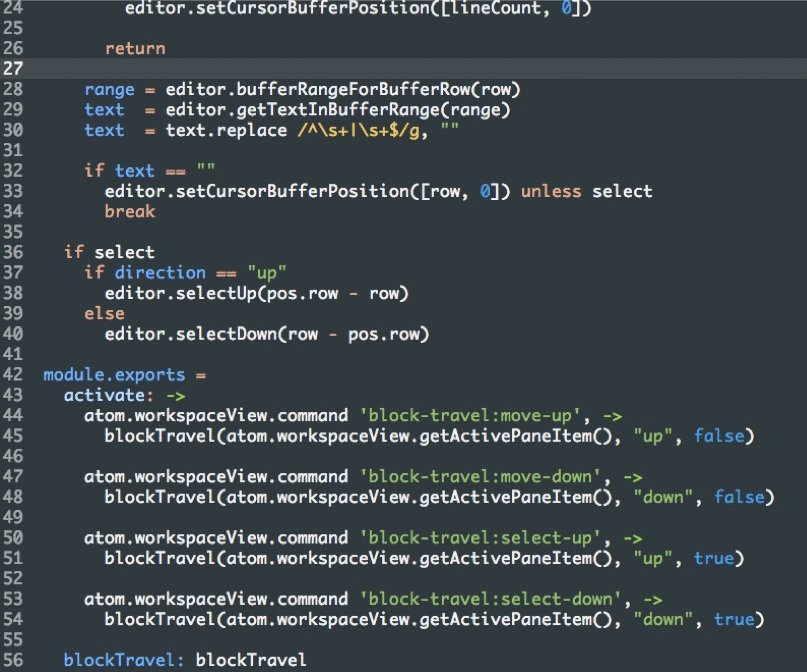 24          editor.setCursorBufferPosition([lineCount, 0])
25
26        return
27
28      range = editor.bufferRangeForBufferRow(row)
29      text  = editor.getTextInBufferRange(range)
30      text  = text.replace /^\s+|\s+$/g, ""
31
32      if text == ""
33        editor.setCursorBufferPosition([row, 0]) unless select
34        break
35
36    if select
37      if direction == "up"
38        editor.selectUp(pos.row - row)
39      else
40        editor.selectDown(row - pos.row)
41
42  module.exports =
43    activate: ->
44      atom.workspaceView.command 'block-travel:move-up', ->
45        blockTravel(atom.workspaceView.getActivePaneItem(), "up", false)
46
47      atom.workspaceView.command 'block-travel:move-down', ->
48        blockTravel(atom.workspaceView.getActivePaneItem(), "down", false)
49
50      atom.workspaceView.command 'block-travel:select-up', ->
51        blockTravel(atom.workspaceView.getActivePaneItem(), "up", true)
52
53      atom.workspaceView.command 'block-travel:select-down', ->
54        blockTravel(atom.workspaceView.getActivePaneItem(), "down", true)
55
56    blockTravel: blockTravel